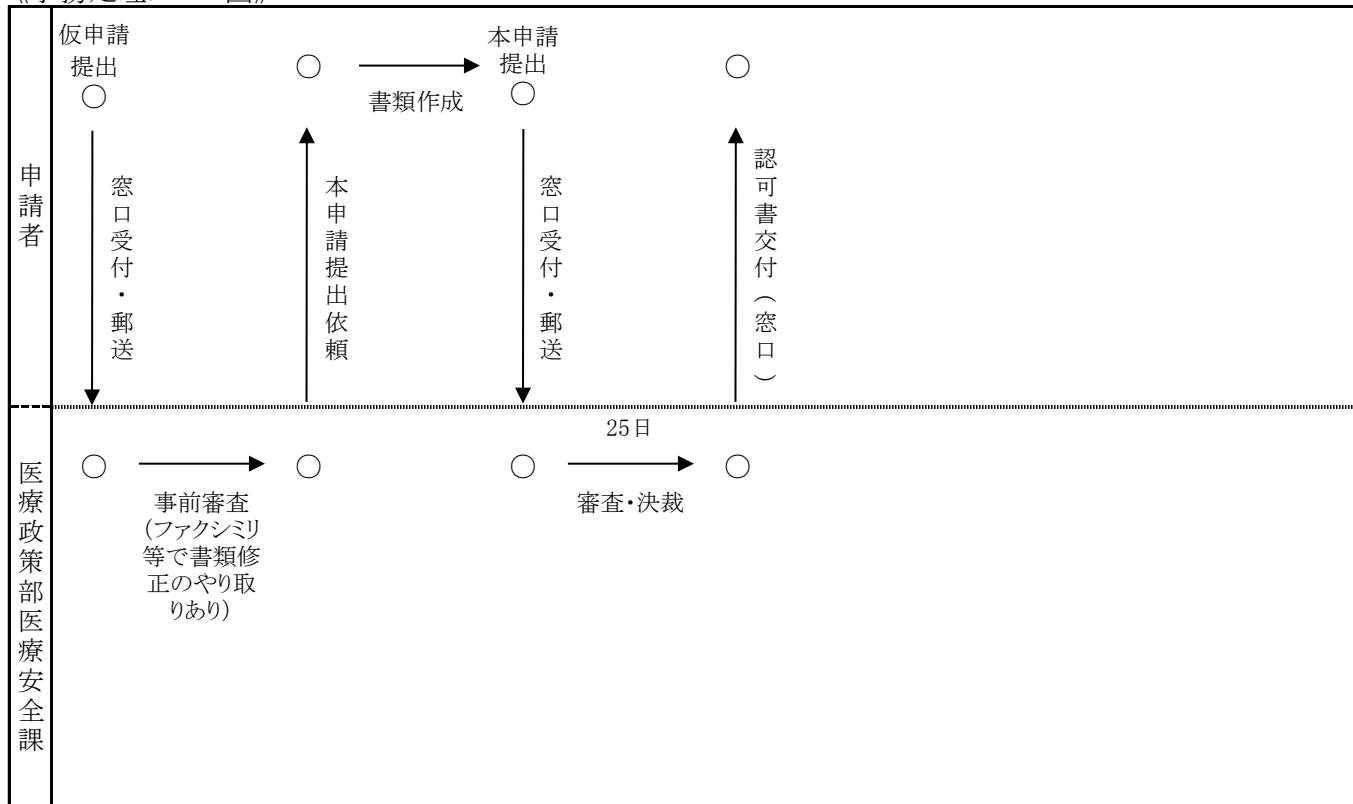 仮申請
提出
本申請
提出
書類作成
申請者
窓口受付・郵送
本申請提出依頼
窓口受付・郵送
認可書交付（窓口）
25日
医療政策部医療安全課
事前審査
（ファクシミリ
等で書類修
正のやり取
りあり）
審査・決裁